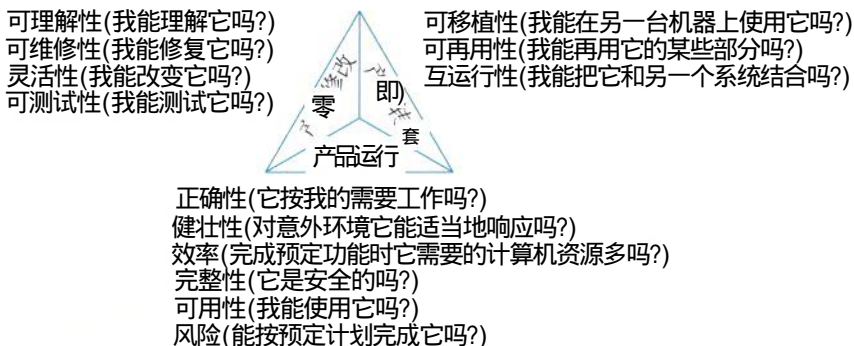 可理解性(我能理解它吗?)
可维修性(我能修复它吗?)
灵活性(我能改变它吗?)
可测试性(我能测试它吗?)
可移植性(我能在另一台机器上使用它吗?)
可再用性(我能再用它的某些部分吗?)
互运行性(我能把它和另一个系统结合吗?)
修改
产
零
产
即
转
套
产品运行
正确性(它按我的需要工作吗?)
健壮性(对意外环境它能适当地响应吗?)
效率(完成预定功能时它需要的计算机资源多吗?)
完整性(它是安全的吗?)
可用性(我能使用它吗?)
风险(能按预定计划完成它吗?)